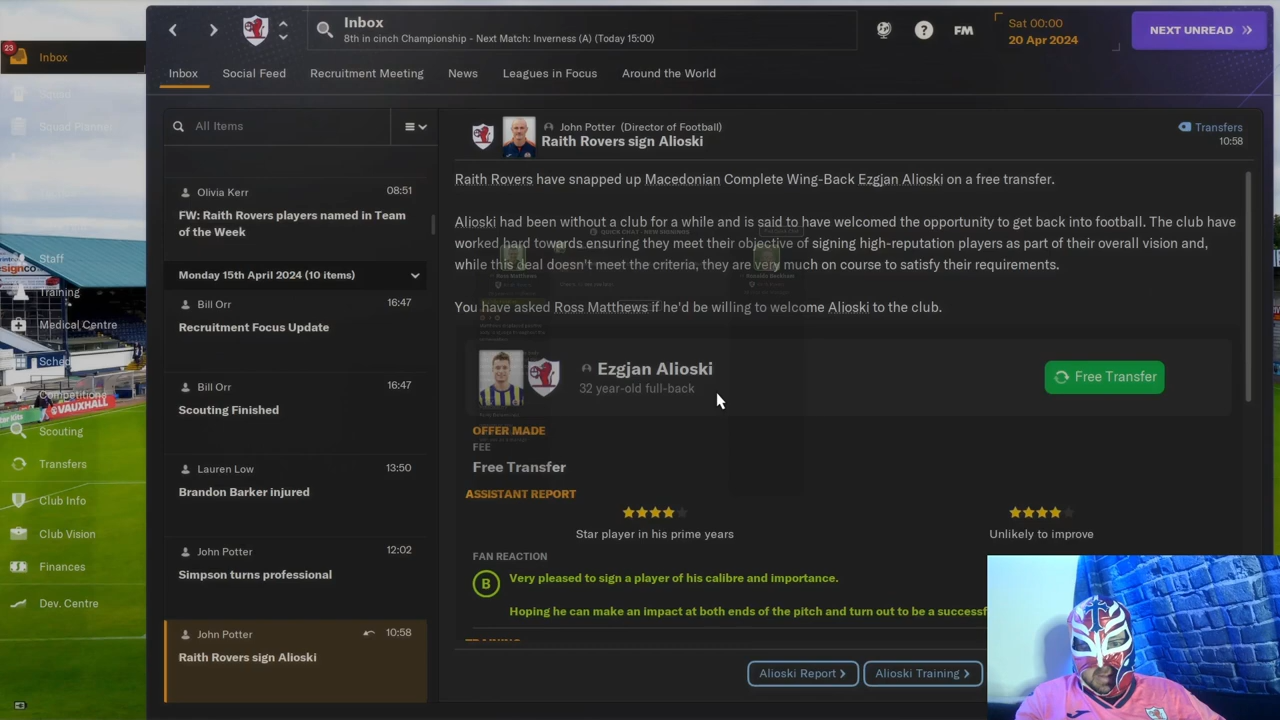 23
Inbox
Squad
Squad Planner
Staff
Training
Medical Centre
Sched
Competitions
Scouting
Transfers
Club Info
Club Vision
Finances
Dev. Centre
Inbox
8th in cinch Championship - Next Match: Inverness (A) (Today 15:00)
?
FM
Sat 00:00
20 Apr 2024
NEXT UNREAD
Inbox Social Feed Recruitment Meeting News Leagues in Focus Around the World
All Items
Olivia Kerr 08:51
FW: Raith Rovers players named in Team
of the Week
Monday 15th April 2024 (10 items)
Bill Orr 16:47
Recruitment Focus Update
Bill Orr 16:47
Scouting Finished
Lauren Low 13:50
Brandon Barker injured
John Potter 12:02
Simpson turns professional
John Potter 10:58
Raith Rovers sign Alioski
John Potter (Director of Football)
Raith Rovers sign Alioski
Transfers
10:58
Raith Rovers have snapped up Macedonian Complete Wing-Back Ezgjan Alioski on a free transfer.
Alioski had been without a club for a while and is said to have welcomed the opportunity to get back into football. The club have
worked hard towards ensuring they meet their objective of signing high-reputation players as part of their overall vision and,
while this deal doesn't meet the criteria, they are very much on course to satisfy their requirements.
You have asked Ross Matthews if he'd be willing to welcome Alioski to the club.
QUICK CHAT - NEW SIGNINGS
Ezgjan Alioski
32 year-old full-back
Free Transfer
OFFER MADE
FEE
Free Transfer
ASSISTANT REPORT
Star player in his prime years
Unlikely to improve
FAN REACTION
B
Very pleased to sign a player of his calibre and importance.
Hoping he can make an impact at both ends of the pitch and turn out to be a successf
Alioski Report
Alioski Training
VAUXHALL